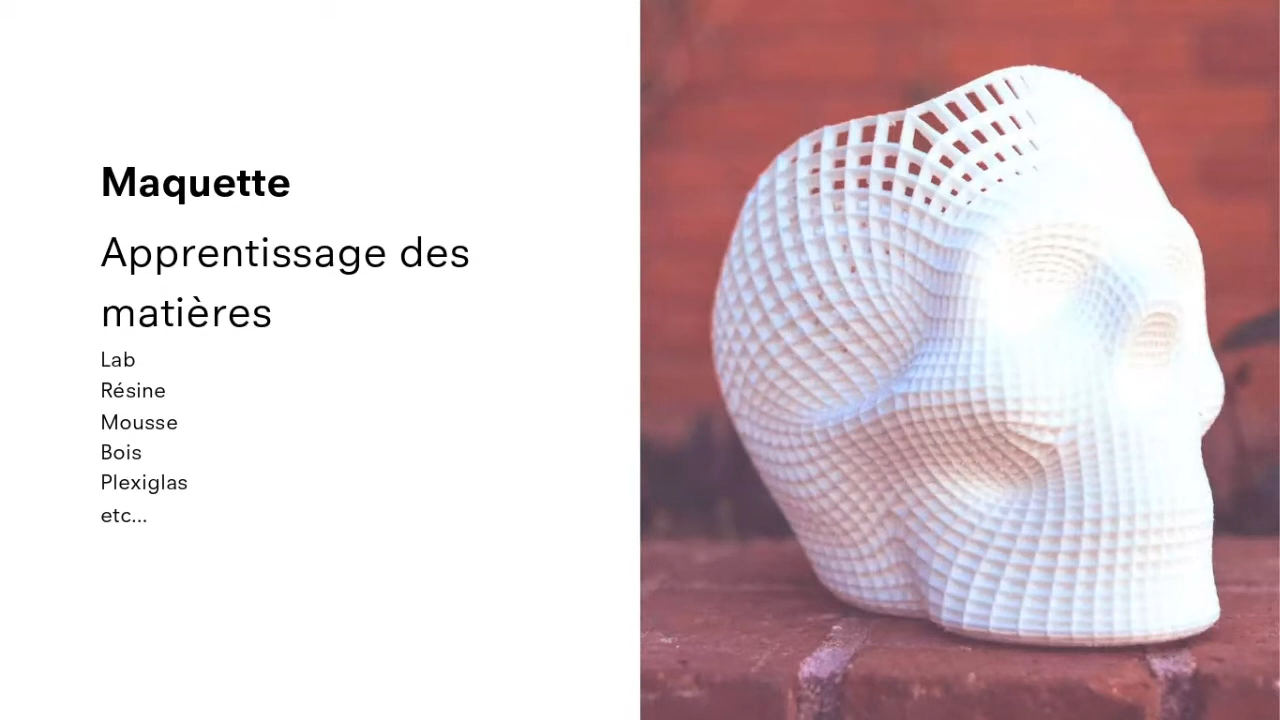 Maquette
Apprentissage des
matières
Lab
Résine
Mousse
Bois
Plexiglas
etc...